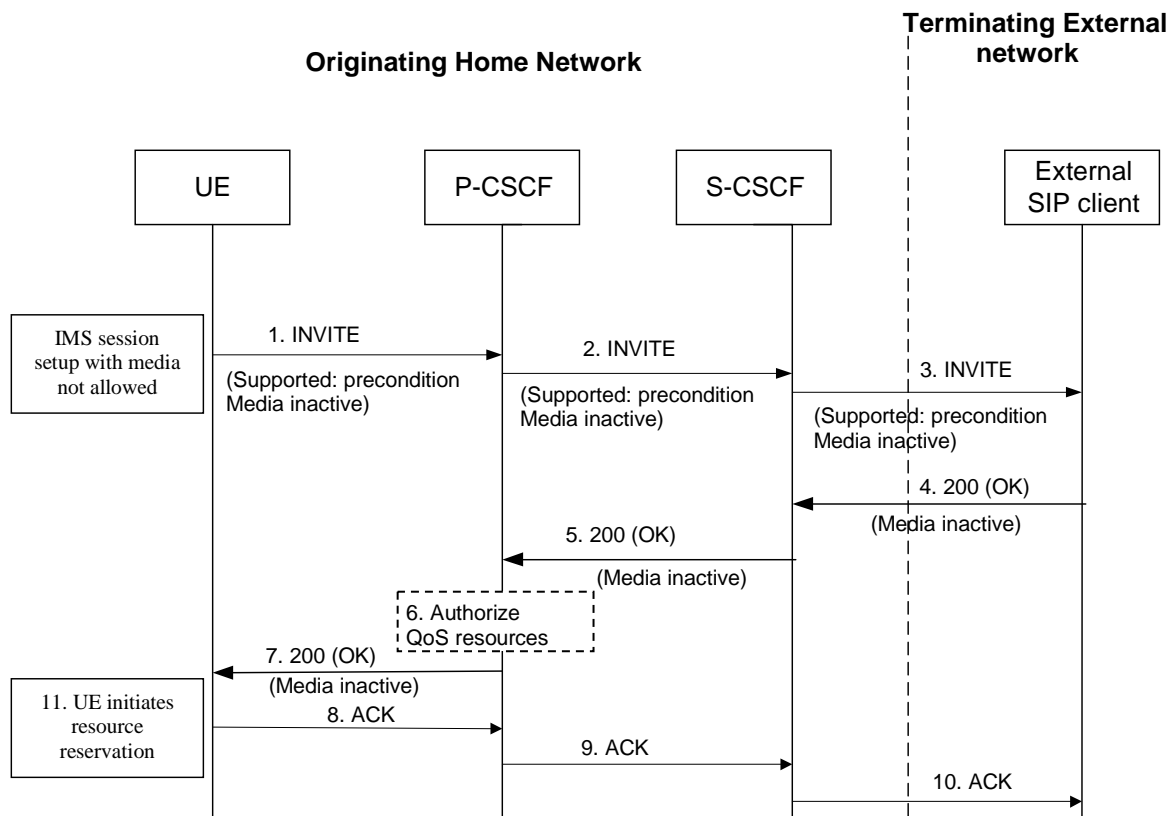 Terminating External
network
Originating Home Network
UE
P-CSCF
S-CSCF
External
SIP client
IMS session
setup with media
not allowed
1. INVITE
(Supported: precondition
Media inactive)
2. INVITE
(Supported: precondition
Media inactive)
3. INVITE
(Supported: precondition
Media inactive)
4. 200 (OK)
(Media inactive)
5. 200 (OK)
(Media inactive)
6. Authorize
QoS resources
7. 200 (OK)
(Media inactive)
11. UE initiates
resource
reservation
8. ACK
9. ACK
10. ACK